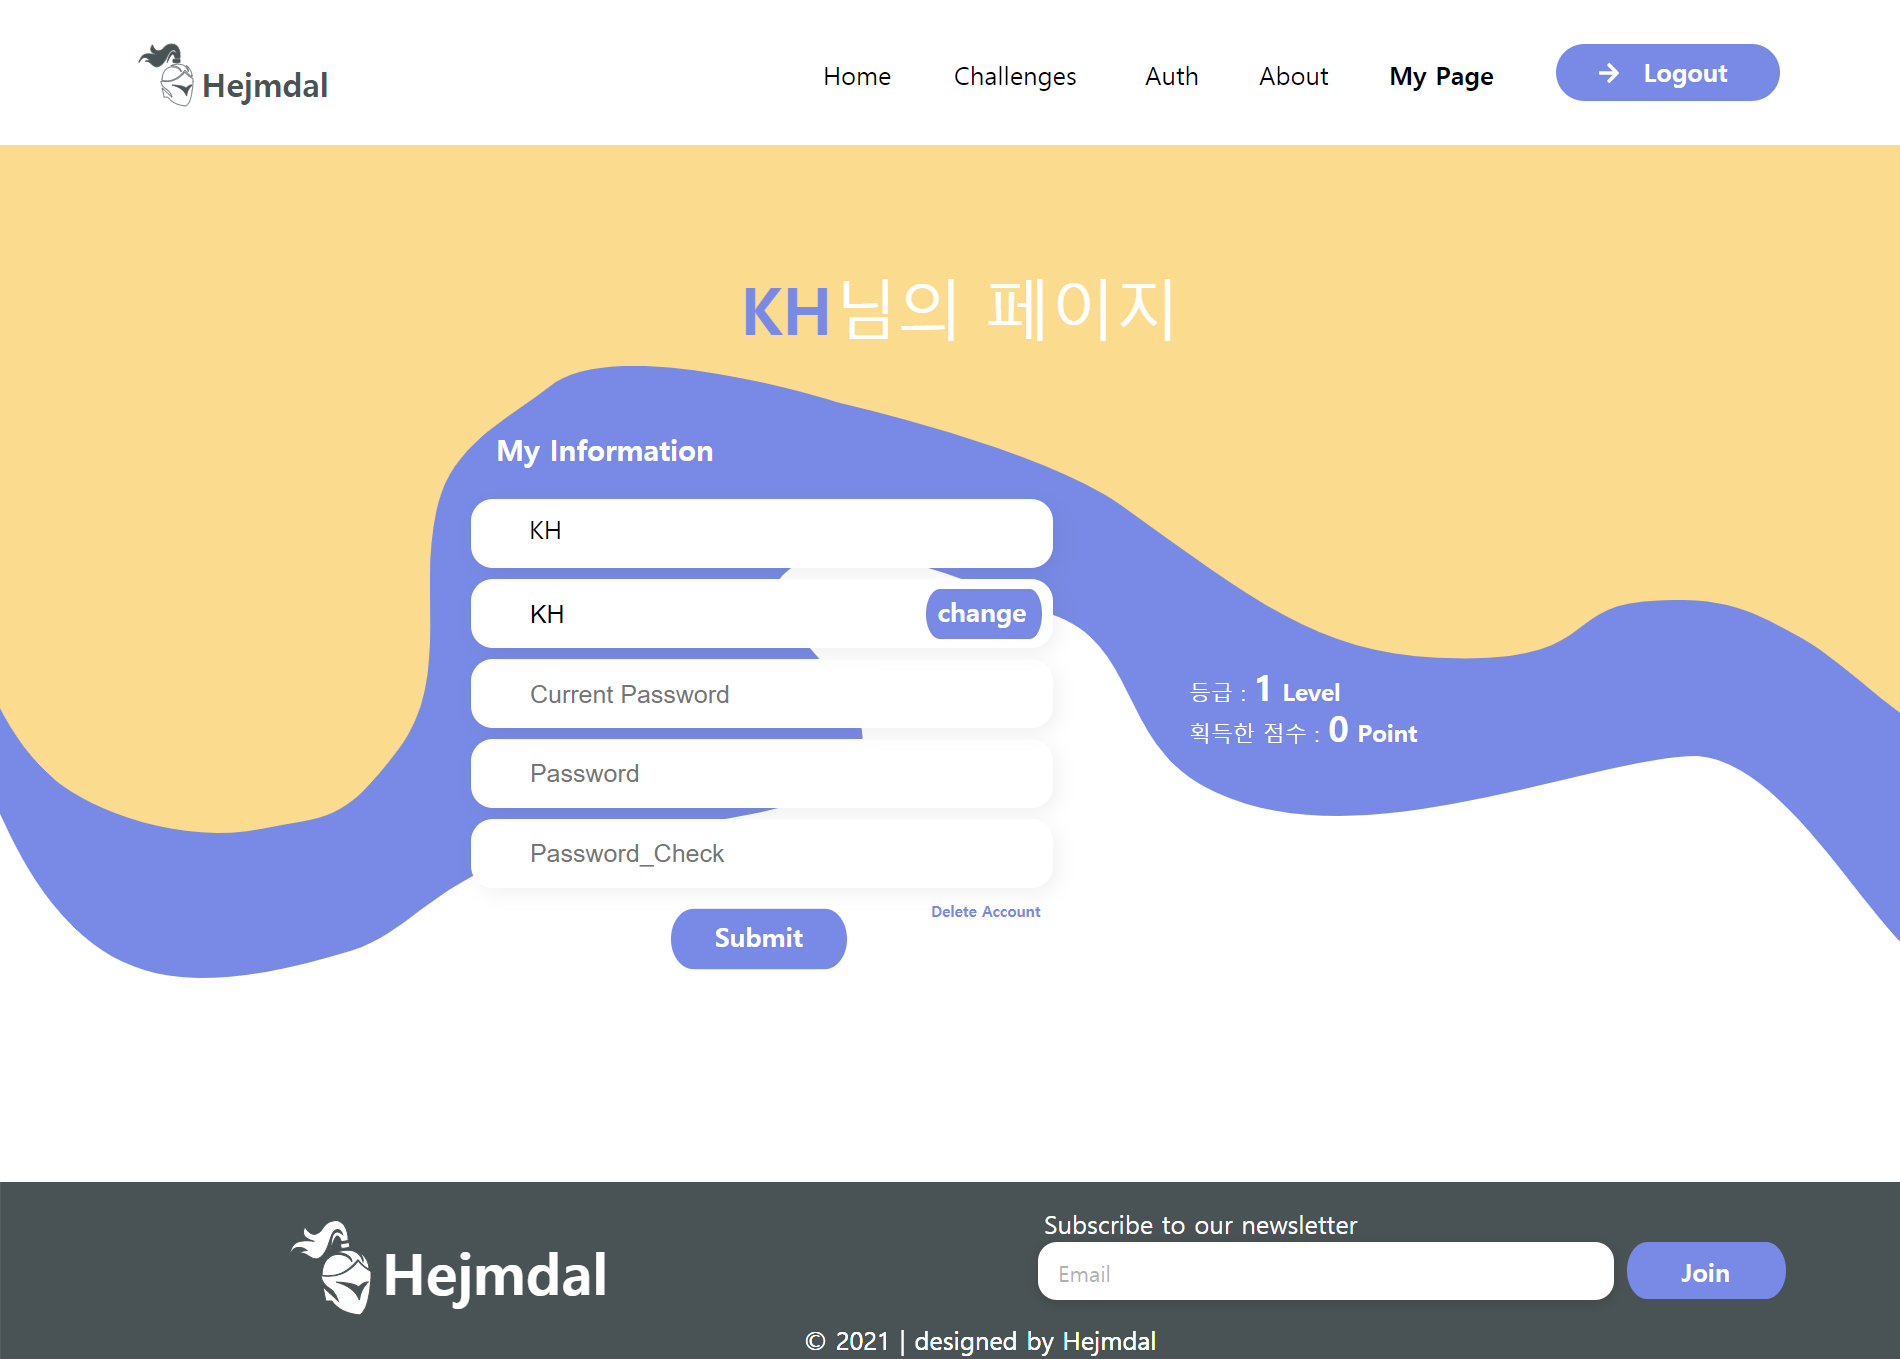 Hejmdal
Home Challenges Auth About My Page Logout
KH님의 페이지
My Information
KH
KH change
Current Password
Password
Password_Check
Delete Account
Submit
등급 : 1 Level
획득한 점수 : 0 Point
Hejmdal
Subscribe to our newsletter
Email Join
© 2021 | designed by Hejmdal